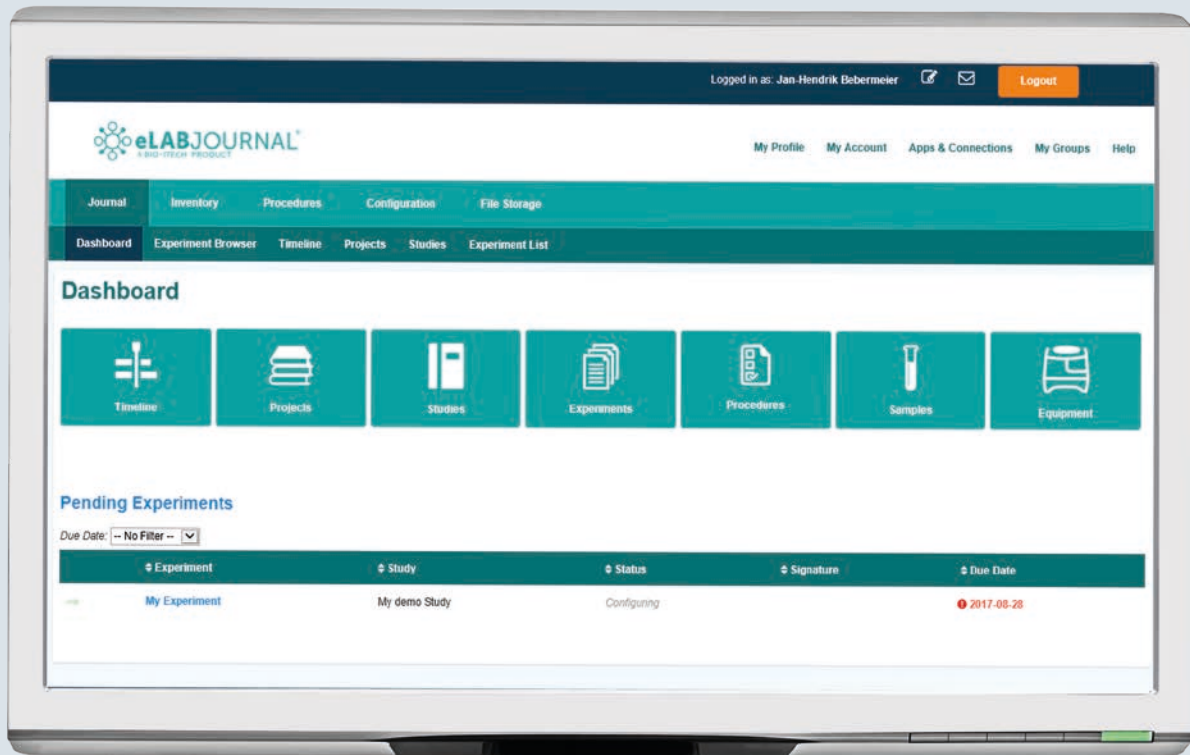 Logged in as: Jan-Hendrik Bebermeier Logout
eLABJOURNAL®
A BIO-ITECH PRODUCT
My Profile My Account Apps & Connections My Groups Help
Journal Inventory Procedures Configuration File Storage
Dashboard Experiment Browser Timeline Projects Studies Experiment List
Dashboard
Timeline Projects Studies Experiments Procedures Samples Equipment
Pending Experiments
Due Date: -- No Filter --
Experiment Study Status Signature Due Date
My Experiment My demo Study Configuring 2017-08-28